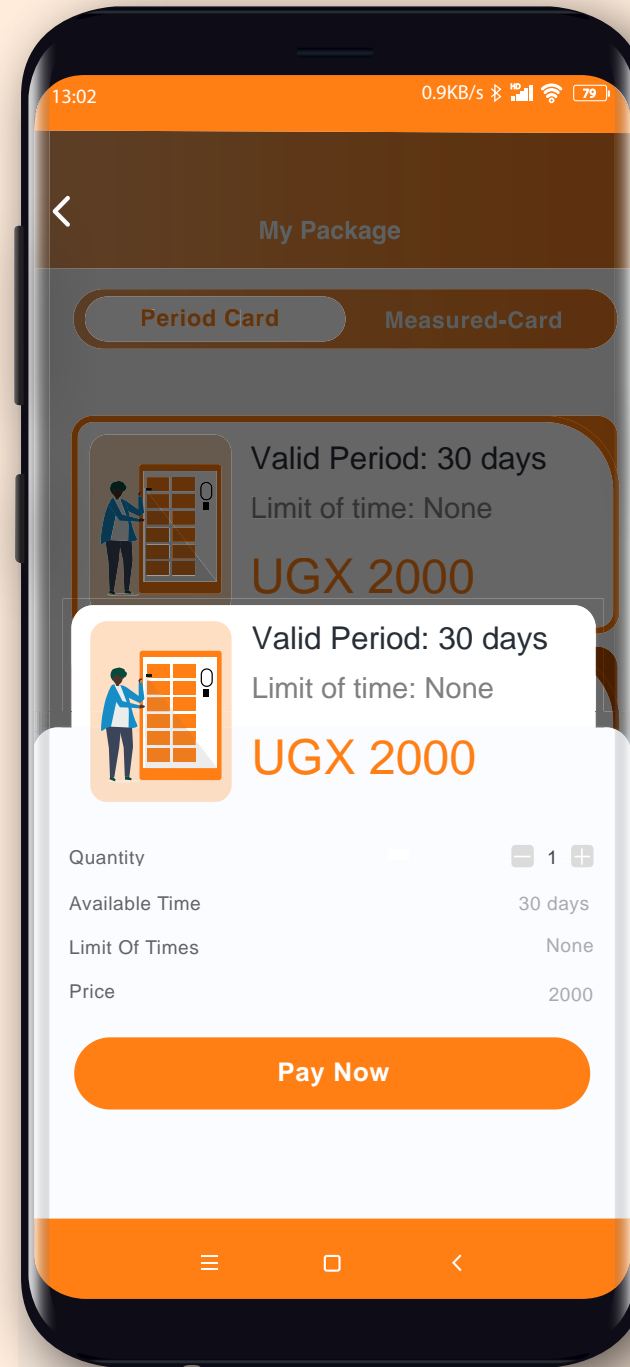 13:02
0.9KB/s HD 79
My Package
Period Card
Measured-Card
Valid Period: 30 days
Limit of time: None
UGX 2000
Valid Period: 30 days
Limit of time: None
UGX 2000
Quantity 1
Available Time 30 days
Limit Of Times None
Price 2000
Pay Now